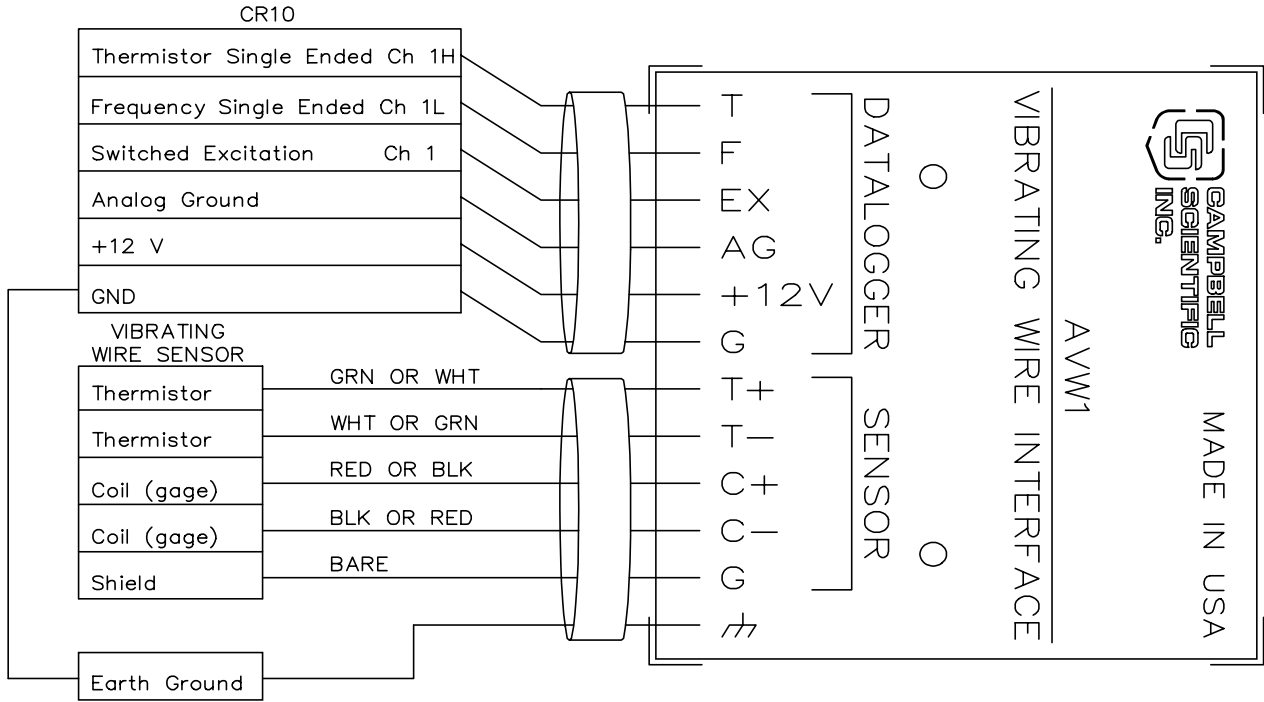 CR10
Thermistor Single Ended Ch 1H
Frequency Single Ended Ch 1L
Switched Excitation Ch 1
Analog Ground
+12 V
GND
VIBRATING
WIRE SENSOR
Thermistor
Thermistor
Coil (gage)
Coil (gage)
Shield
Earth Ground
GRN OR WHT
WHT OR GRN
RED OR BLK
BLK OR RED
BARE
T
F
EX
AG
+12V
G
T+
T−
C+
C−
G
DATALOGGER
SENSOR
VIBRATING WIRE INTERFACE
AVW1
CAMPBELL
SCIENTIFIC
INC.
MADE IN USA